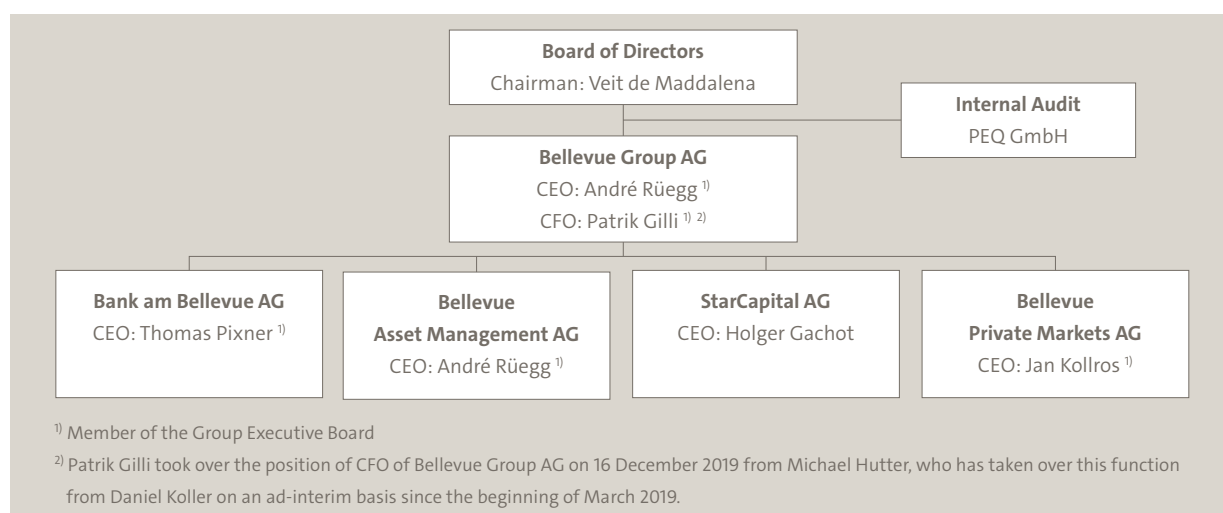 Board of Directors
Chairman: Veit de Maddalena
Internal Audit
PEQ GmbH
Bellevue Group AG
CEO: André Rüegg 1)
CFO: Patrik Gilli 1) 2)
Bank am Bellevue AG
CEO: Thomas Pixner 1)
Bellevue
Asset Management AG
CEO: André Rüegg 1)
StarCapital AG
CEO: Holger Gachot
Bellevue
Private Markets AG
CEO: Jan Kollros 1)
1) Member of the Group Executive Board
2) Patrik Gilli took over the position of CFO of Bellevue Group AG on 16 December 2019 from Michael Hutter, who has taken over this function
from Daniel Koller on an ad-interim basis since the beginning of March 2019.